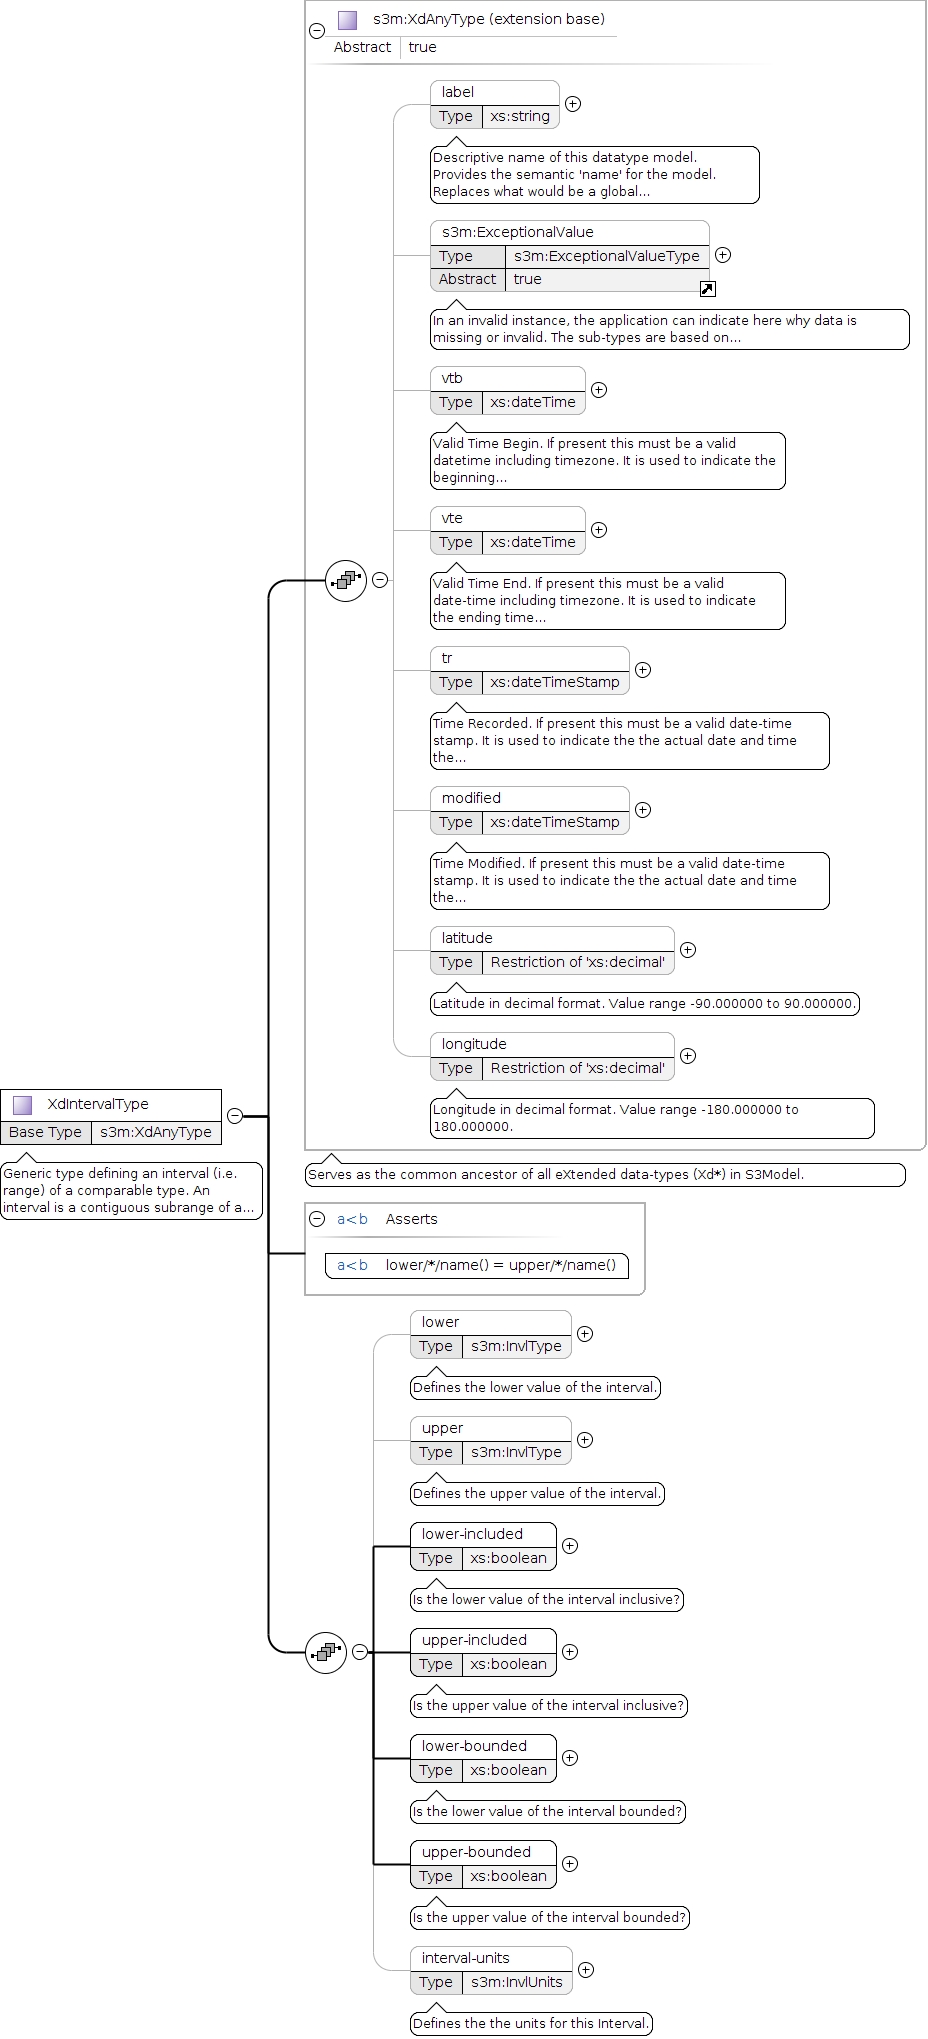 s3m:XdAnyType (extension base)
Abstract true
label
Type xs:string
Descriptive name of this datatype model.
Provides the semantic 'name' for the model.
Replaces what would be a global...
s3m:ExceptionalValue
Type s3m:ExceptionalValueType
Abstract true
In an invalid instance, the application can indicate here why data is
missing or invalid. The sub-types are based on...
vtb
Type xs:dateTime
Valid Time Begin. If present this must be a valid
datetime including timezone. It is used to indicate the
beginning...
vte
Type xs:dateTime
Valid Time End. If present this must be a valid
date-time including timezone. It is used to indicate
the ending time...
tr
Type xs:dateTimeStamp
Time Recorded. If present this must be a valid date-time
stamp. It is used to indicate the the actual date and time
the...
modified
Type xs:dateTimeStamp
Time Modified. If present this must be a valid date-time
stamp. It is used to indicate the the actual date and time
the...
latitude
Type Restriction of 'xs:decimal'
Latitude in decimal format. Value range -90.000000 to 90.000000.
longitude
Type Restriction of 'xs:decimal'
Longitude in decimal format. Value range -180.000000 to
180.000000.
XdIntervalType
Base Type s3m:XdAnyType
Generic type defining an interval (i.e.
range) of a comparable type. An
interval is a contiguous subrange of a...
Serves as the common ancestor of all eXtended data-types (Xd*) in S3Model.
a<b Asserts
a<b lower/*/name() = upper/*/name()
lower
Type s3m:InvlType
Defines the lower value of the interval.
upper
Type s3m:InvlType
Defines the upper value of the interval.
lower-included
Type xs:boolean
Is the lower value of the interval inclusive?
upper-included
Type xs:boolean
Is the upper value of the interval inclusive?
lower-bounded
Type xs:boolean
Is the lower value of the interval bounded?
upper-bounded
Type xs:boolean
Is the upper value of the interval bounded?
interval-units
Type s3m:InvlUnits
Defines the the units for this Interval.